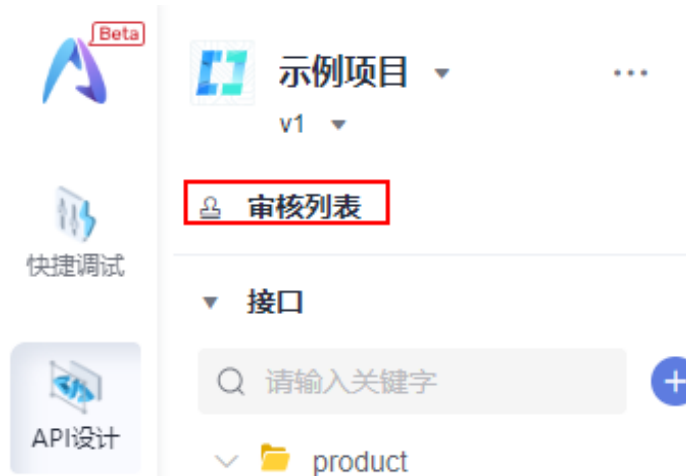 Beta
示例项目
v1
审核列表
快捷调试
接口
请输入关键字
API设计
product